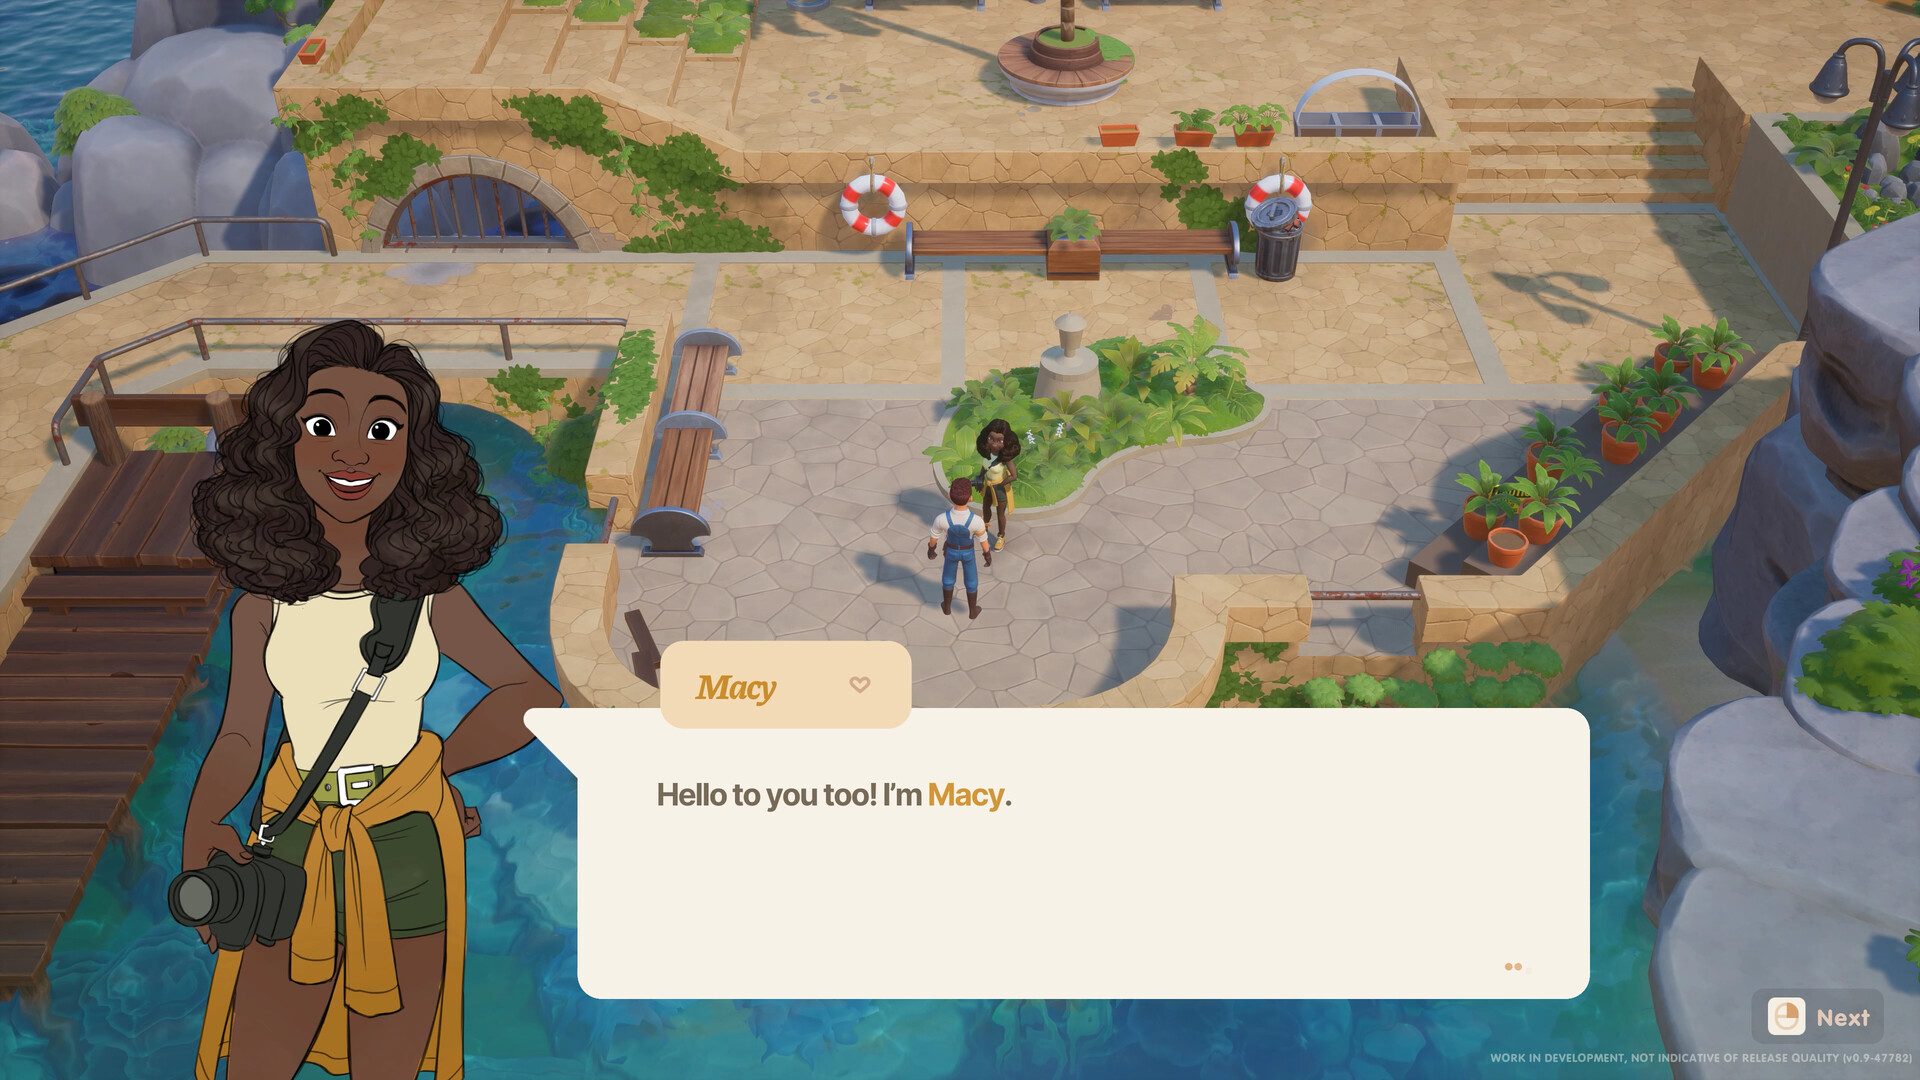 Macy
Hello to you too! I'm Macy.
Next
WORK IN DEVELOPMENT, NOT INDICATIVE OF RELEASE QUALITY (v0.9-47782)